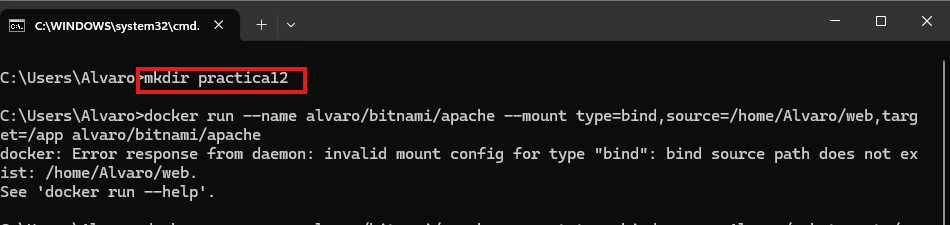 C:\WINDOWS\system32\cmd.
C:\Users\Alvaro>mkdir practica12
C:\Users\Alvaro>docker run --name alvaro/bitnami/apache --mount type=bind,source=/home/Alvaro/web,targ
et=/app alvaro/bitnami/apache
docker: Error response from daemon: invalid mount config for type "bind": bind source path does not ex
ist: /home/Alvaro/web.
See 'docker run --help'.